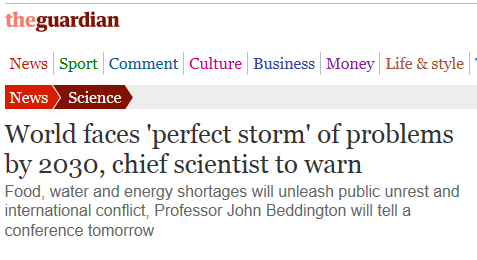 theguardian
News Sport Comment Culture Business Money Life & style
News Science
World faces 'perfect storm' of problems
by 2030, chief scientist to warn
Food, water and energy shortages will unleash public unrest and
international conflict, Professor John Beddington will tell a
conference tomorrow